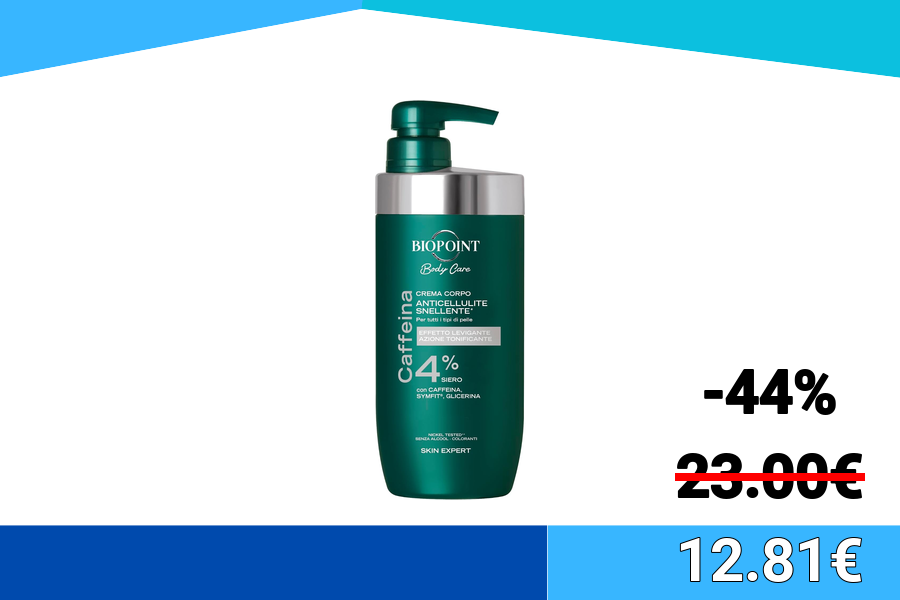 BIOPOINT
Body Care
Caffeina
CREMA CORPO
ANTICELLULITE
SNELLENTE*
Per tutti i tipi di pelle
EFFETTO LEVIGANTE
AZIONE TONIFICANTE
4%
SIERO
con CAFFEINA,
SYMFIT®, GLICERINA
NICKEL TESTED**
SENZA ALCOOL - COLORANTI
SKIN EXPERT
-44%
23.00€
12.81€